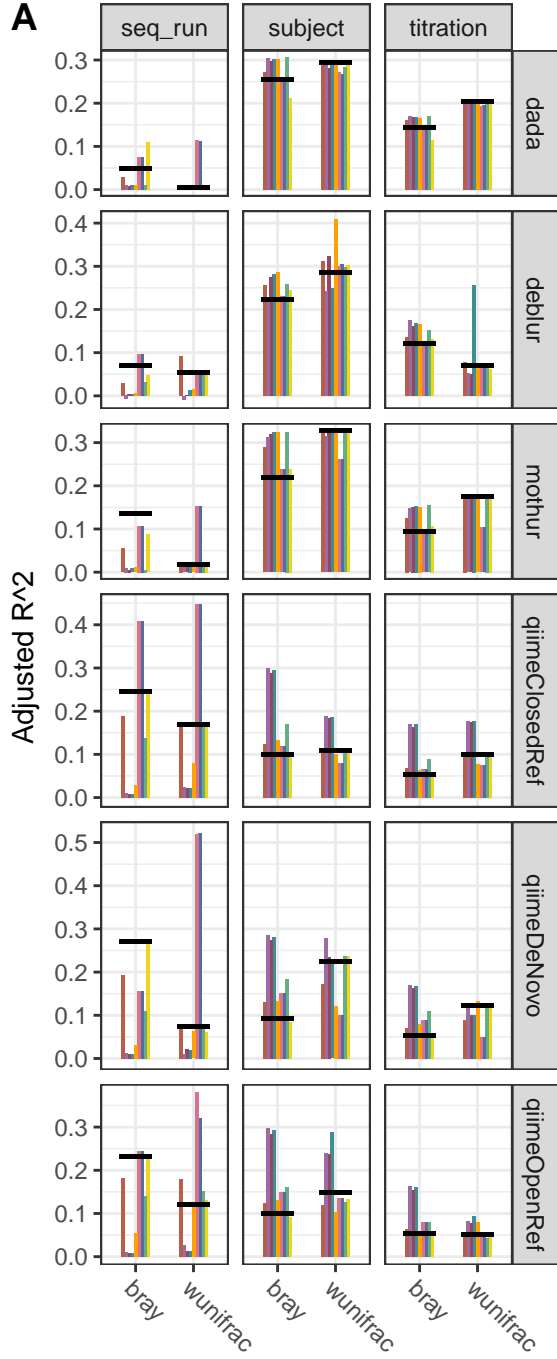 A
seq_run
subject
titration
0.3
0.2
0.1
0.0
dada
0.4
0.3
0.2
0.1
0.0
deblur
0.3
0.2
0.1
0.0
mothur
0.4
0.3
0.2
0.1
0.0
qiimeClosedRef
0.5
0.4
0.3
0.2
0.1
0.0
qiimeDeNovo
0.3
0.2
0.1
0.0
qiimeOpenRef
Adjusted R^2
bray
wunifrac
bray
wunifrac
bray
wunifrac